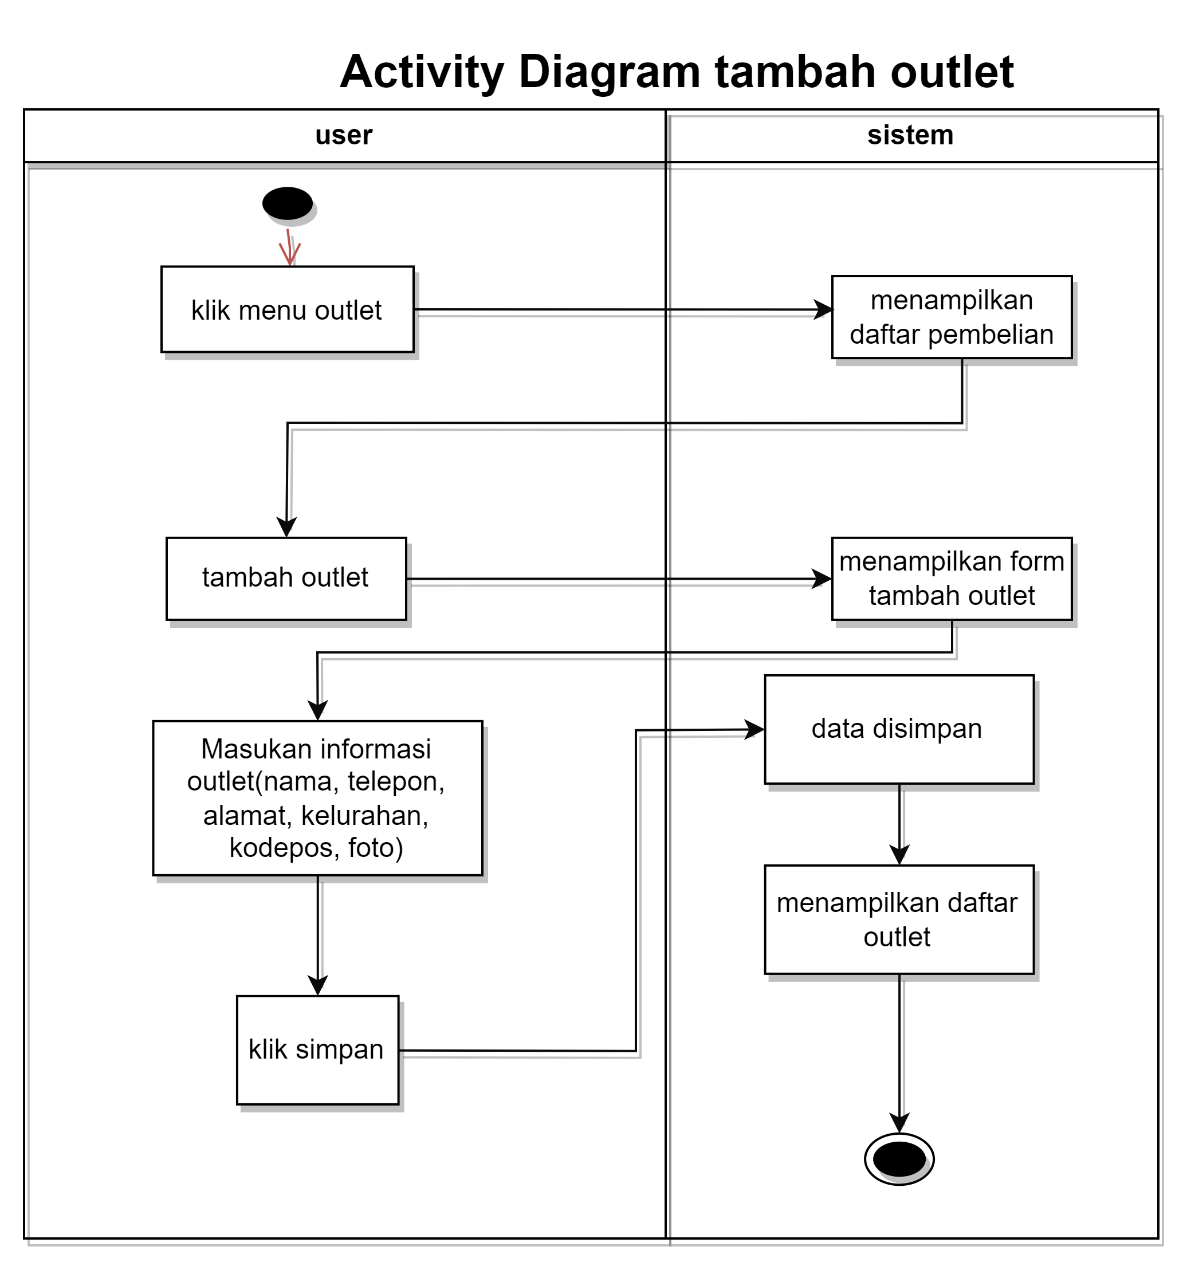 Activity Diagram tambah outlet
user
sistem
klik menu outlet
menampilkan
daftar pembelian
tambah outlet
menampilkan form
tambah outlet
Masukan informasi
outlet(nama, telepon,
alamat, kelurahan,
kodepos, foto)
klik simpan
data disimpan
menampilkan daftar
outlet